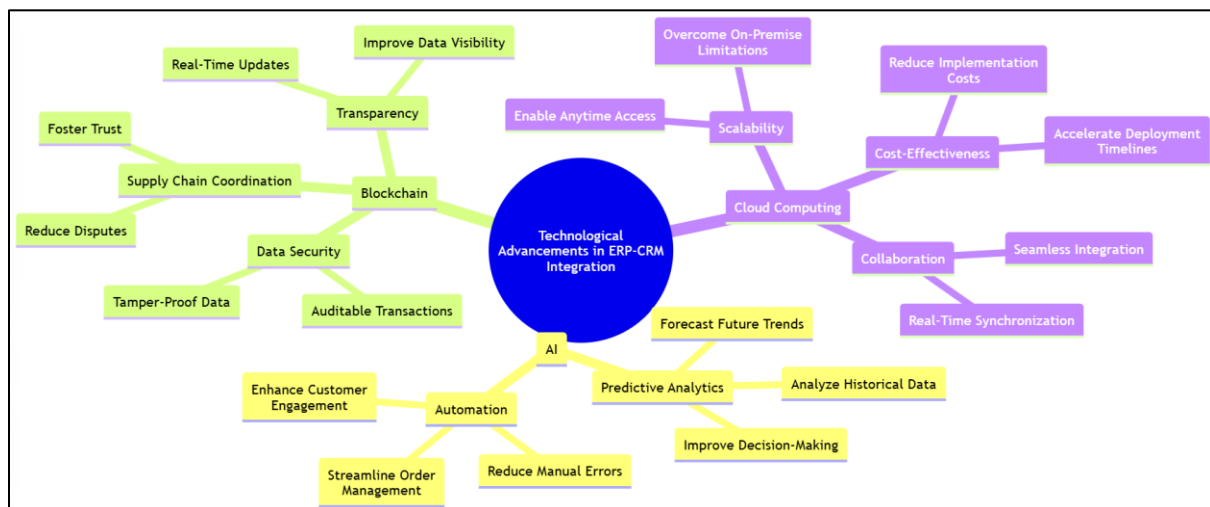 Technological
Advancements in ERP-CRM
Integration
Blockchain
Transparency
Improve Data Visibility
Real-Time Updates
Supply Chain Coordination
Foster Trust
Reduce Disputes
Data Security
Tamper-Proof Data
Auditable Transactions
Cloud Computing
Scalability
Overcome On-Premise
Limitations
Enable Anytime Access
Cost-Effectiveness
Reduce Implementation
Costs
Accelerate Deployment
Timelines
Collaboration
Seamless Integration
Real-Time Synchronization
AI
Automation
Enhance Customer
Engagement
Streamline Order
Management
Reduce Manual Errors
Predictive Analytics
Forecast Future Trends
Analyze Historical Data
Improve Decision-Making